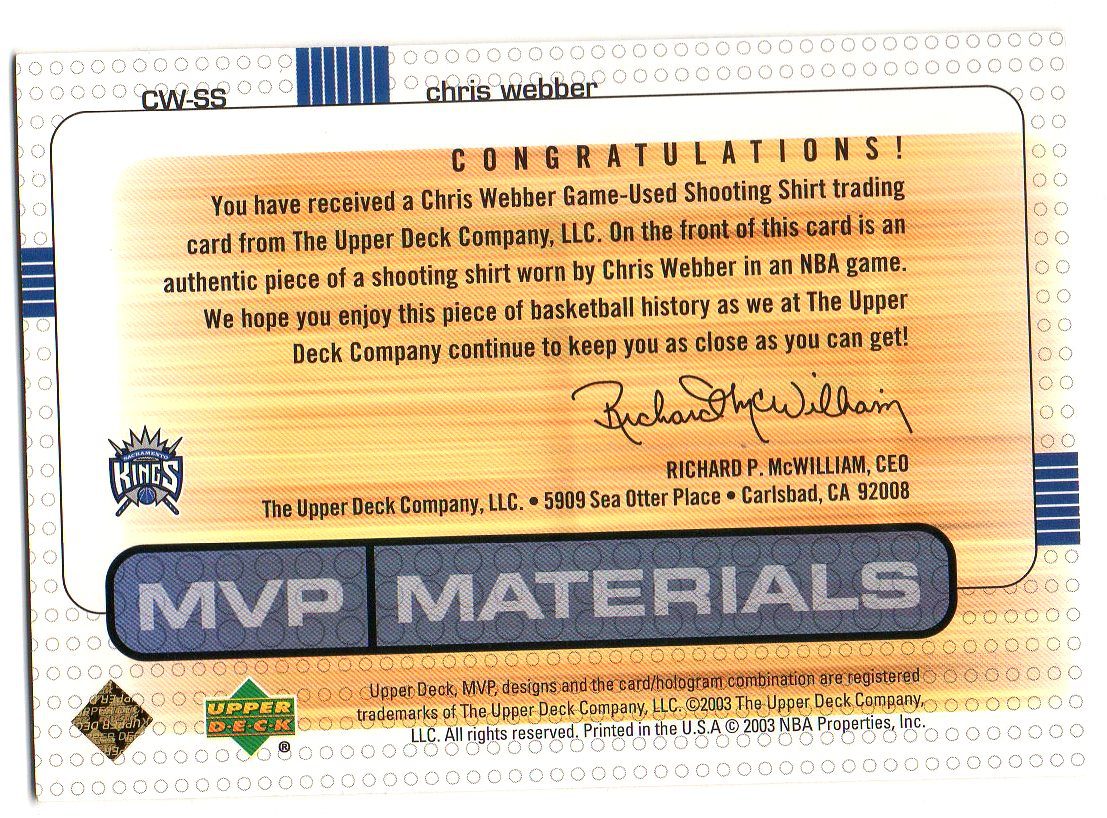 CW-SS
chris webber
CONGRATULATIONS!
You have received a Chris Webber Game-Used Shooting Shirt trading
card from The Upper Deck Company, LLC. On the front of this card is an
authentic piece of a shooting shirt worn by Chris Webber in an NBA game.
We hope you enjoy this piece of basketball history as we at The Upper
Deck Company continue to keep you as close as you can get!
Richard McWilliam
RICHARD P. McWILLIAM, CEO
The Upper Deck Company, LLC. • 5909 Sea Otter Place • Carlsbad, CA 92008
SACRAMENTO
KINGS
MVP MATERIALS
UPPER
D·E·C·K
®
Upper Deck, MVP, designs and the card/hologram combination are registered
trademarks of The Upper Deck Company, LLC. ©2003 The Upper Deck Company,
LLC. All rights reserved. Printed in the U.S.A © 2003 NBA Properties, Inc.